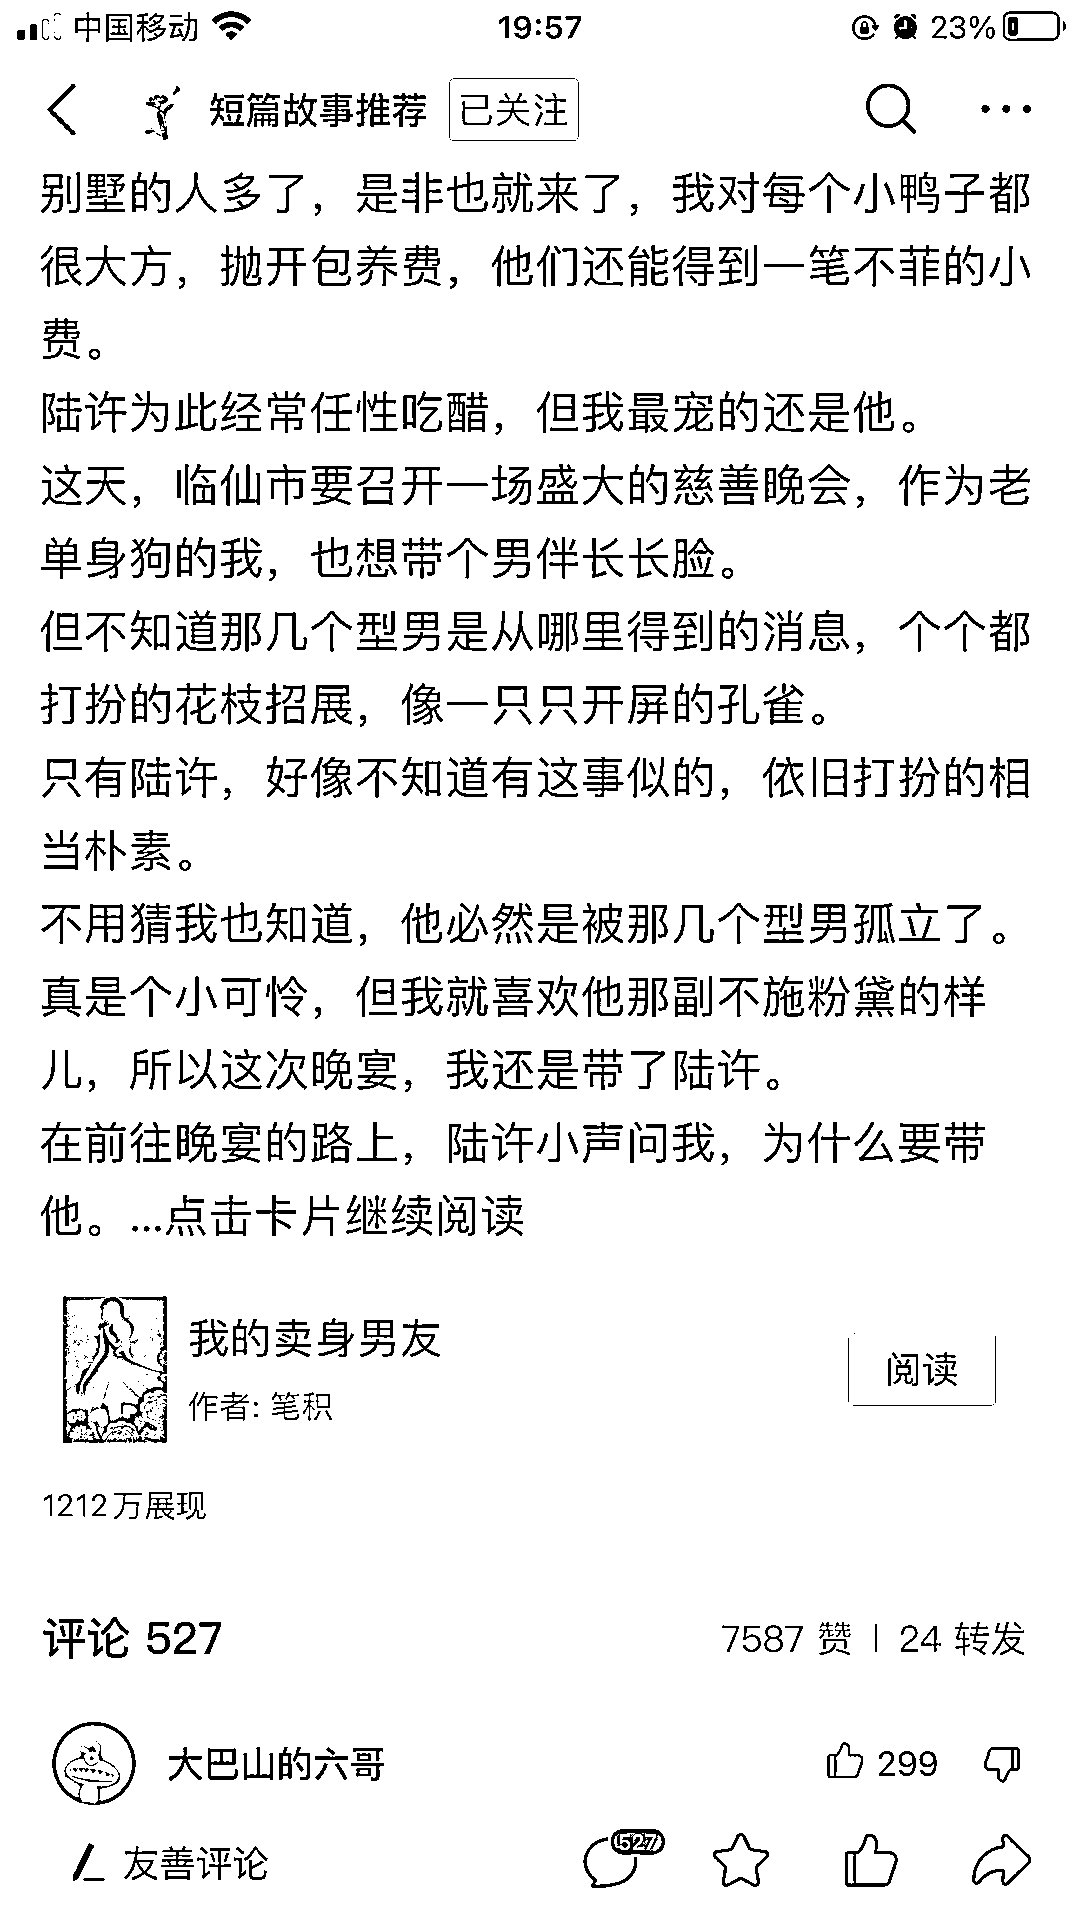 中国移动 19:57 23%
短篇故事推荐 已关注
别墅的人多了，是非也就来了，我对每个小鸭子都
很大方，抛开包养费，他们还能得到一笔不菲的小
费。
陆许为此经常任性吃醋，但我最宠的还是他。
这天，临仙市要召开一场盛大的慈善晚会，作为老
单身狗的我，也想带个男伴长长脸。
但不知道那几个型男是从哪里得到的消息，个个都
打扮的花枝招展，像一只只开屏的孔雀。
只有陆许，好像不知道有这事似的，依旧打扮的相
当朴素。
不用猜我也知道，他必然是被那几个型男孤立了。
真是个小可怜，但我就喜欢他那副不施粉黛的样
儿，所以这次晚宴，我还是带了陆许。
在前往晚宴的路上，陆许小声问我，为什么要带
他。...点击卡片继续阅读
我的卖身男友
作者: 笔积
阅读
1212万展现
评论 527 7587 赞 | 24 转发
大巴山的六哥 299
友善评论 527